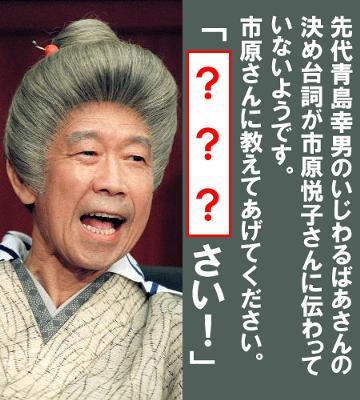 先代青島幸男のいじわるばあさんの
決め台詞が市原悦子さんに伝わって
いないようです。
市原さんに教えてあげてください。
「???さい！」